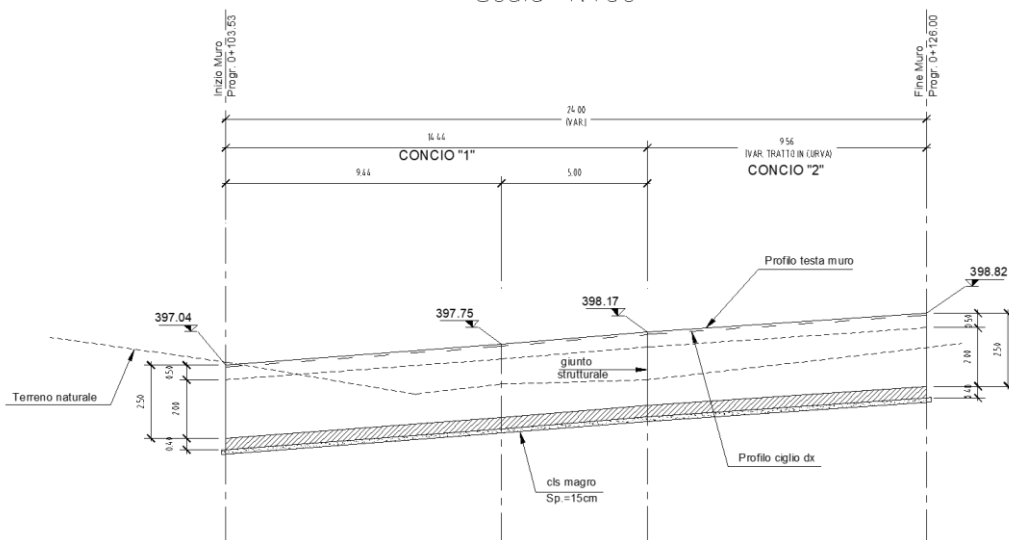 Inizio Muro
Progr. 0+103.53
Fine Muro
Progr. 0+126.00
24.00
(VAR.)
14.44
CONCIO "1"
9.56
(VAR. TRATTO IN CURVA)
CONCIO "2"
9.44
5.00
Profilo testa muro
398.82
398.17
397.75
397.04
giunto
strutturale
Terreno naturale
0.50
2.50
2.00
0.40
0.50
2.00
2.50
0.40
Profilo ciglio dx
cls magro
Sp.=15cm